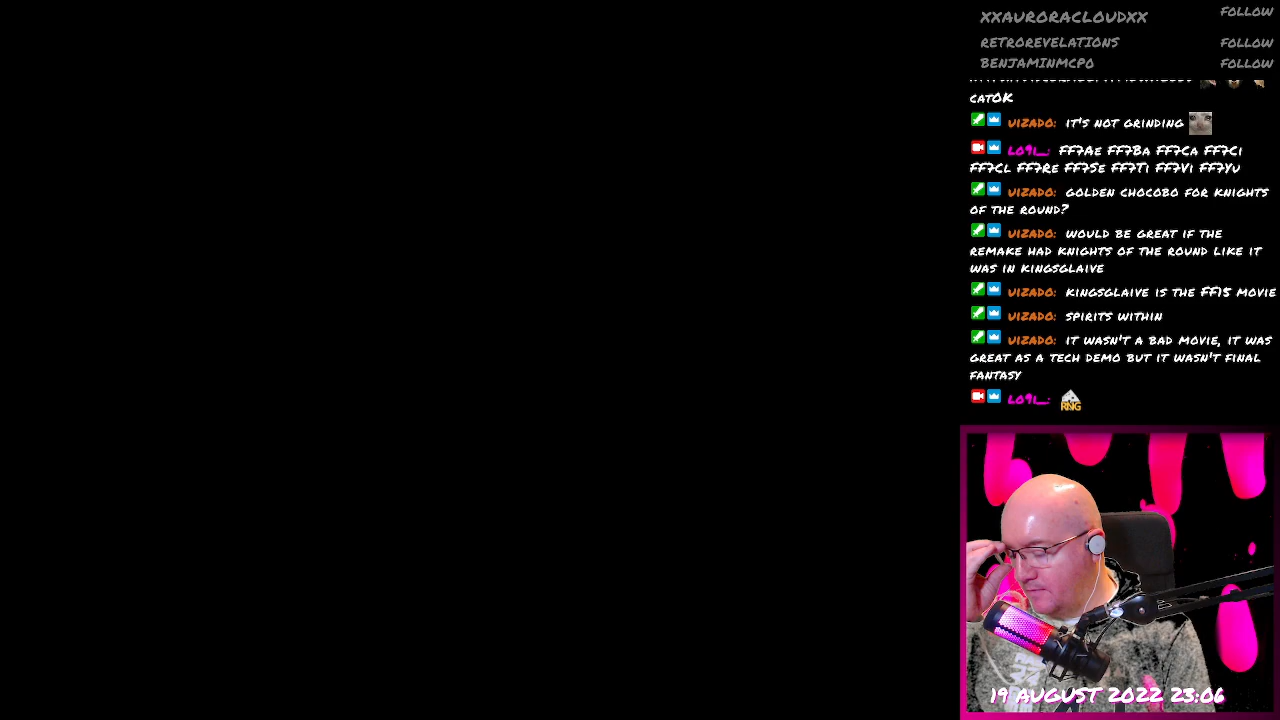 XXAURORACLOUDXX FOLLOW
RETROREVELATIONS FOLLOW
BENJAMINMCPO FOLLOW
CATOK
VIZADO: IT'S NOT GRINDING
LO9I_: FF7AE FF7BA FF7CA FF7CI
FF7CL FF7RE FF7SE FF7TI FF7VI FF7YU
VIZADO: GOLDEN CHOCOBO FOR KNIGHTS
OF THE ROUND?
VIZADO: WOULD BE GREAT IF THE
REMAKE HAD KNIGHTS OF THE ROUND LIKE IT
WAS IN KINGSGLAIVE
VIZADO: KINGSGLAIVE IS THE FF15 MOVIE
VIZADO: SPIRITS WITHIN
VIZADO: IT WASN'T A BAD MOVIE, IT WAS
GREAT AS A TECH DEMO BUT IT WASN'T FINAL
FANTASY
LO9I_: RNG
19 AUGUST 2022 23:06